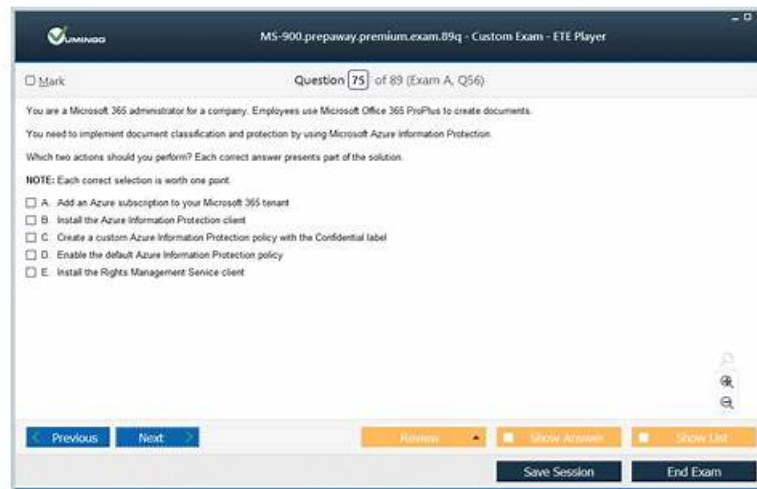 VUMINGO
MS-900.prepaway.premium.exam.89q - Custom Exam - ETE Player
Mark
Question 75 of 89 (Exam A, Q56)
You are a Microsoft 365 administrator for a company. Employees use Microsoft Office 365 ProPlus to create documents.
You need to implement document classification and protection by using Microsoft Azure Information Protection.
Which two actions should you perform? Each correct answer presents part of the solution.
NOTE: Each correct selection is worth one point.
A. Add an Azure subscription to your Microsoft 365 tenant
B. Install the Azure Information Protection client
C. Create a custom Azure Information Protection policy with the Confidential label
D. Enable the default Azure Information Protection policy
E. Install the Rights Management Service client
Previous Next Review Show Answer Show List
Save Session End Exam